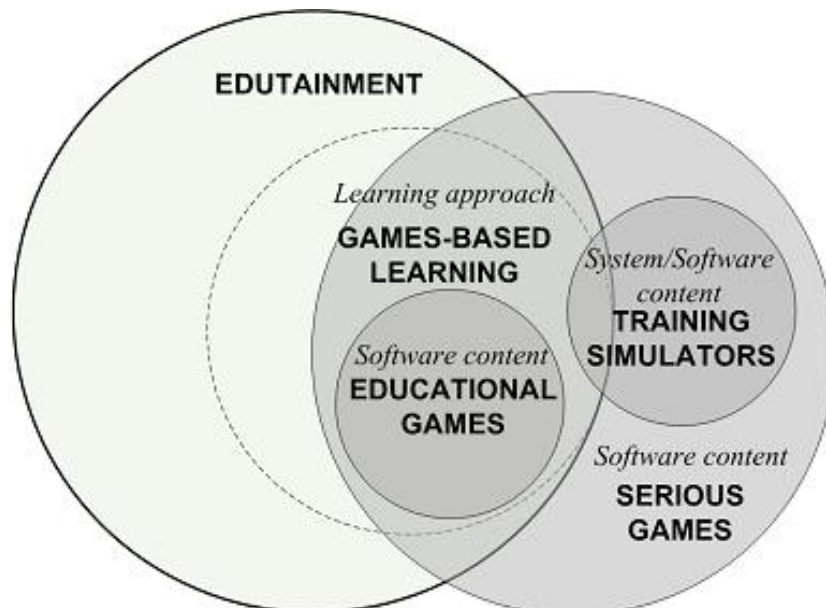 EDUTAINMENT
Learning approach
GAMES-BASED
LEARNING
System/Software
content
TRAINING
SIMULATORS
Software content
EDUCATIONAL
GAMES
Software content
SERIOUS
GAMES